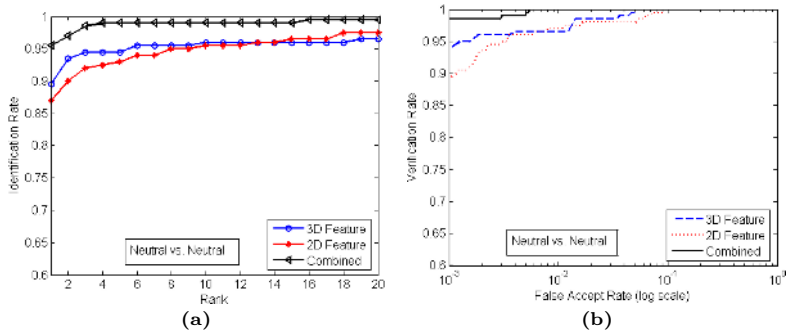 1
0.95
0.9
0.85
0.8
0.75
0.7
0.65
0.6
Identification Rate
3D Feature
2D Feature
Combined
Neutral vs. Neutral
2 4 6 8 10 12 14 16 18 20
Rank
(a)
1
0.95
0.9
0.85
0.8
0.75
0.7
0.65
0.6
Verification Rate
3D Feature
2D Feature
Combined
Neutral vs. Neutral
10⁻³ 10⁻² 10⁻¹ 10⁰
False Accept Rate (log scale)
(b)